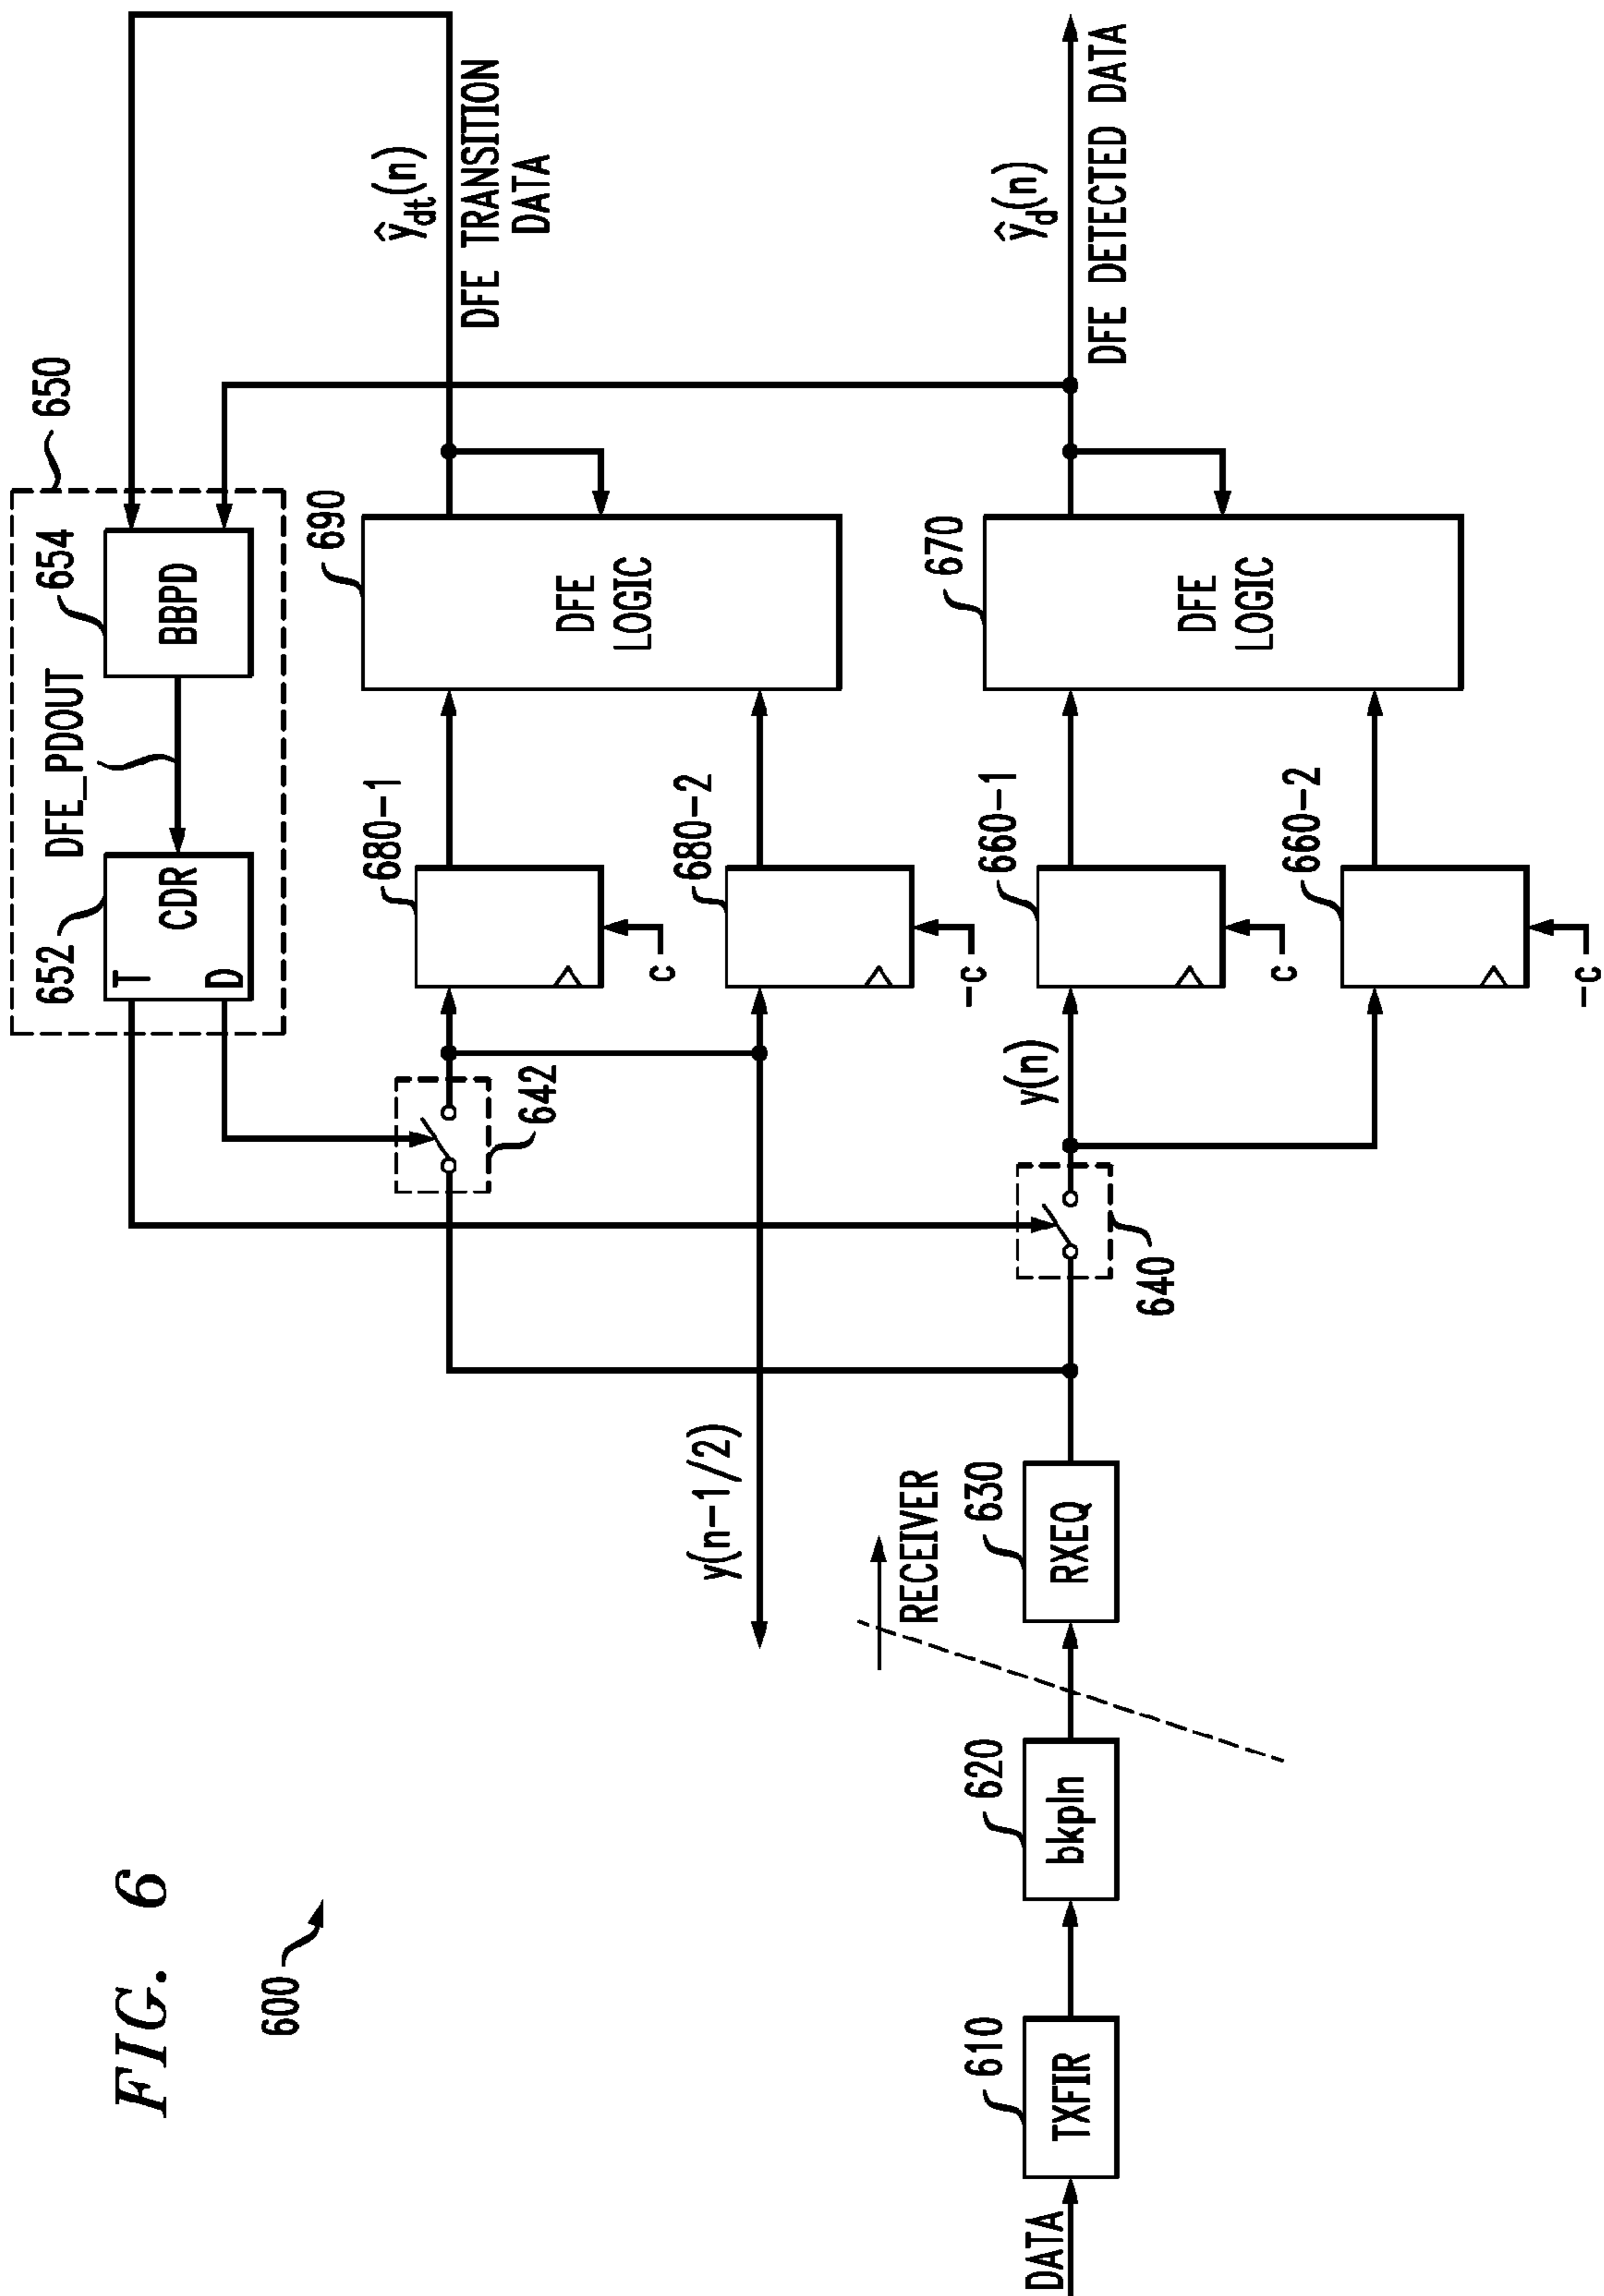 FIG. 6
600
DATA
TXFIR
610
bkpln
620
RECEIVER
RXEQ
630
y(n-1/2)
640
642
y(n)
652
T
D
CDR
DFE_PDOUT
654
BBPD
650
680-1
c
680-2
-c
660-1
c
660-2
-c
690
DFE
LOGIC
670
DFE
LOGIC
ŷdt(n)
DFE TRANSITION
DATA
ŷd(n)
DFE DETECTED DATA